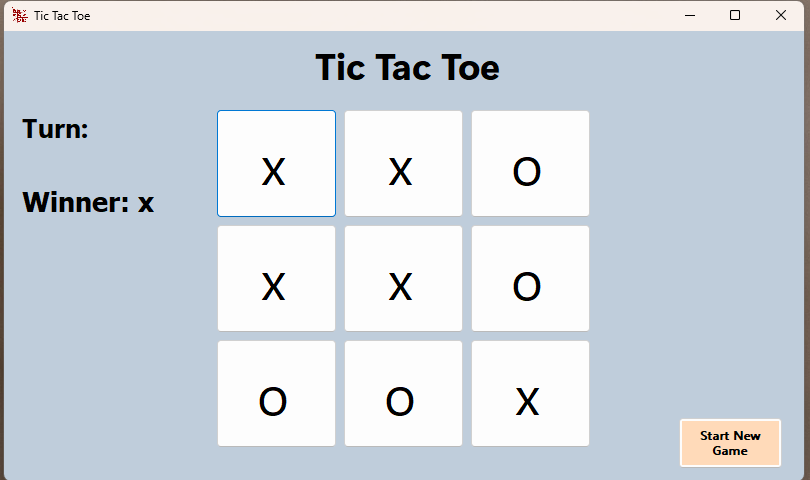 Tic Tac Toe
Tic Tac Toe
Turn:
Winner: x
x x o
x x o
o o x
Start New
Game